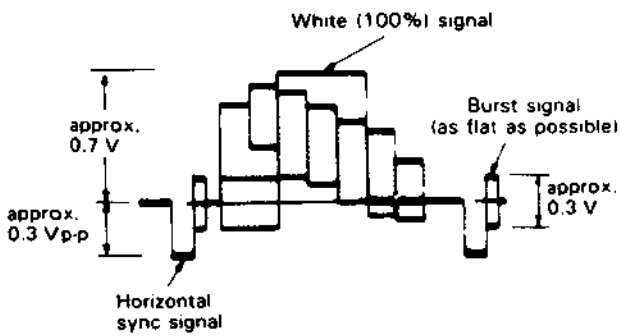 White (100%) signal
approx.
0.7 V
approx.
0.3 Vp-p
Horizontal
sync signal
Burst signal
(as flat as possible)
approx.
0.3 V